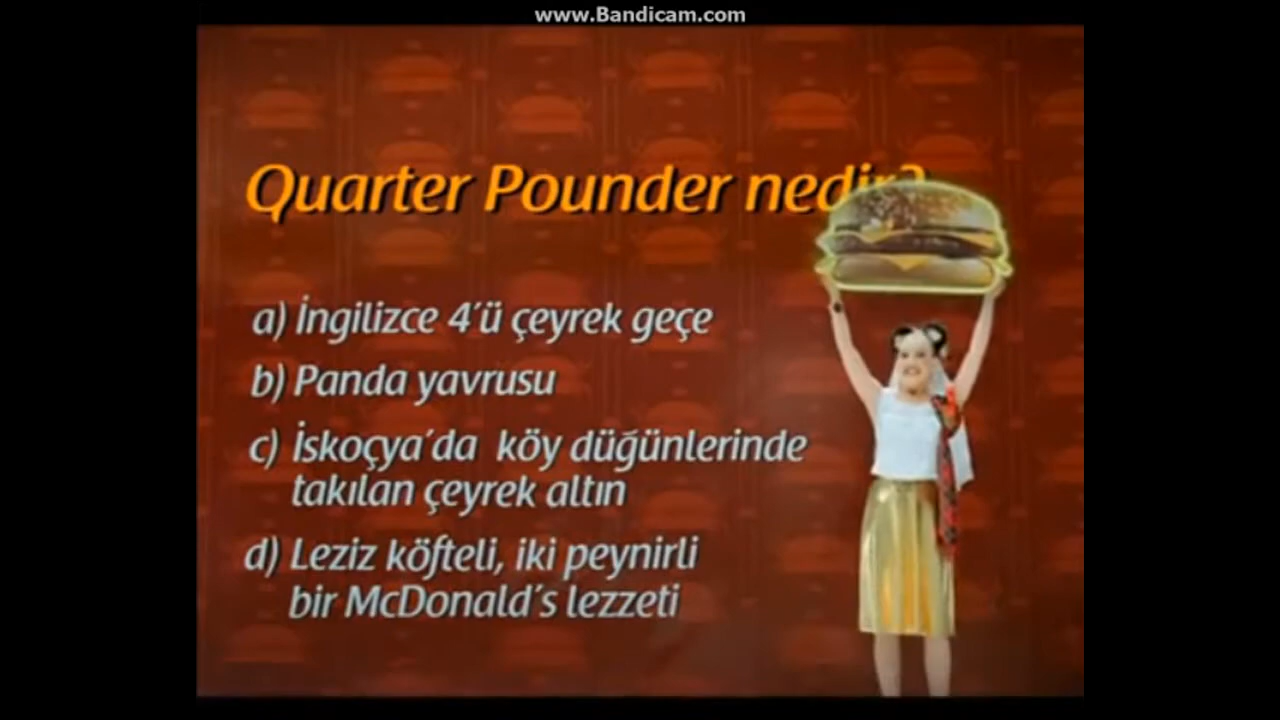 www.Bandicam.com
Quarter Pounder nedir?
a) İngilizce 4'ü çeyrek geçe
b) Panda yavrusu
c) İskoçya'da köy düğünlerinde
takılan çeyrek altın
d) Leziz köfteli, iki peynirli
bir McDonald's lezzeti